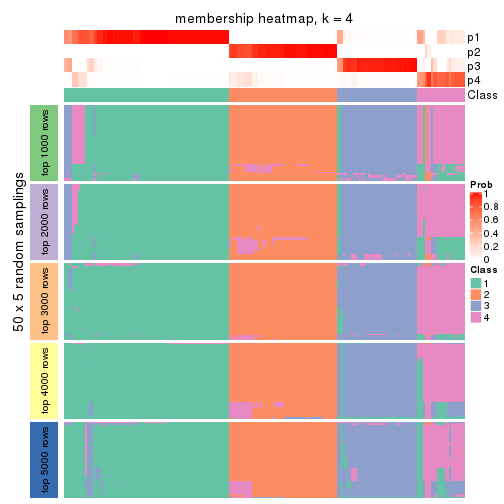 membership heatmap, k = 4
p1
p2
p3
p4
Class
50 x 5 random samplings
top 1000 rows
top 2000 rows
top 3000 rows
top 4000 rows
top 5000 rows
Prob
1
0.8
0.6
0.4
0.2
0
Class
1
2
3
4